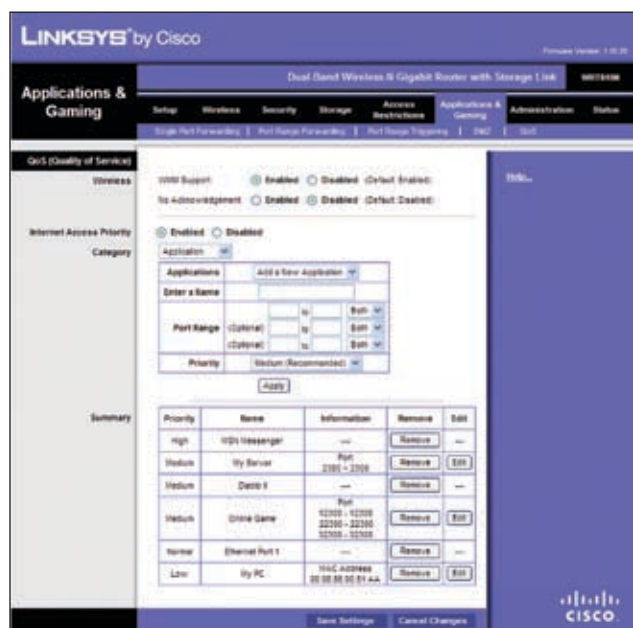 LINKSYS® by Cisco
Applications & Gaming
Dual-Band Wireless-N Gigabit Router with Storage Link
Setup Wireless Security Storage Access Restrictions Applications & Gaming Administration Status
Single Port Forwarding | Port Range Forwarding | Port Range Triggering | DMZ | QoS
QoS (Quality of Service)
Wireless
WMM Support: Enabled Disabled (Default: Enabled)
No Acknowledgement: Enabled Disabled (Default: Disabled)
Help...
Internet Access Priority
Enabled Disabled
Category
Application
Applications Add a New Application
Enter a Name
Port Range to Both
(Optional) to Both
(Optional) to Both
Priority Medium (Recommended)
Apply
Summary
Priority Name Information Remove Edit
High MSN Messenger --- Remove ---
Medium My Server Port Remove Edit
Medium Diablo II --- Remove ---
Medium Online Game Port Remove Edit
Normal Ethernet Port 1 --- Remove ---
Low My PC MAC Address Remove Edit
Save Settings Cancel Changes
CISCO